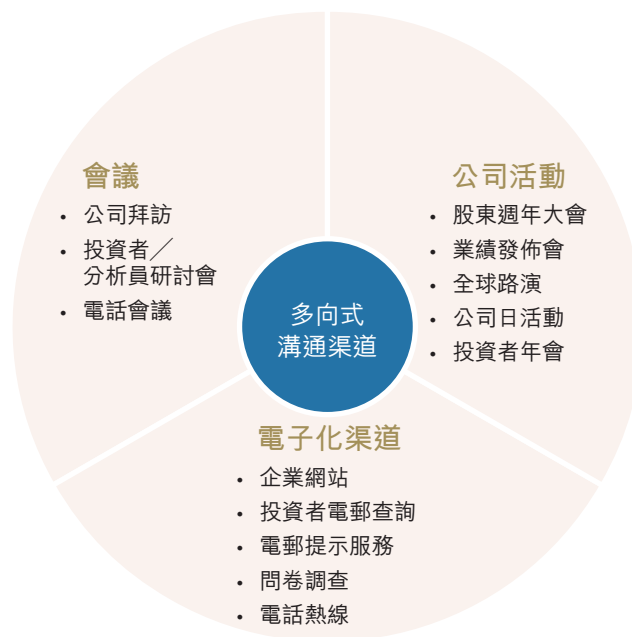 會議
• 公司拜訪
• 投資者╱
分析員研討會
• 電話會議
公司活動
• 股東週年大會
• 業績發佈會
• 全球路演
• 公司日活動
• 投資者年會
多向式
溝通渠道
電子化渠道
• 企業網站
• 投資者電郵查詢
• 電郵提示服務
• 問卷調查
• 電話熱線